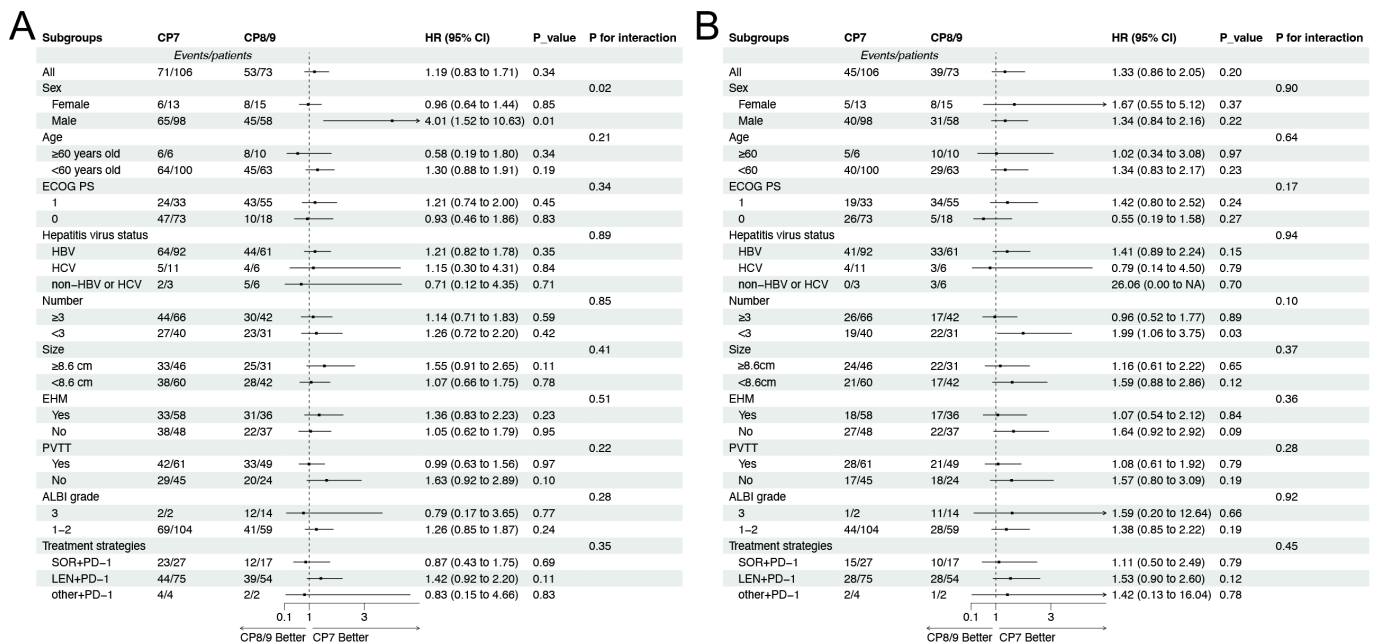 A
Subgroups CP7 CP8/9 HR (95% CI) P_value P for interaction
Events/patients
All 71/106 53/73 1.19 (0.83 to 1.71) 0.34
Sex 0.02
Female 6/13 8/15 0.96 (0.64 to 1.44) 0.85
Male 65/98 45/58 4.01 (1.52 to 10.63) 0.01
Age 0.21
≥60 years old 6/6 8/10 0.58 (0.19 to 1.80) 0.34
<60 years old 64/100 45/63 1.30 (0.88 to 1.91) 0.19
ECOG PS 0.34
1 24/33 43/55 1.21 (0.74 to 2.00) 0.45
0 47/73 10/18 0.93 (0.46 to 1.86) 0.83
Hepatitis virus status 0.89
HBV 64/92 44/61 1.21 (0.82 to 1.78) 0.35
HCV 5/11 4/6 1.15 (0.30 to 4.31) 0.84
non−HBV or HCV 2/3 5/6 0.71 (0.12 to 4.35) 0.71
Number 0.85
≥3 44/66 30/42 1.14 (0.71 to 1.83) 0.59
<3 27/40 23/31 1.26 (0.72 to 2.20) 0.42
Size 0.41
≥8.6 cm 33/46 25/31 1.55 (0.91 to 2.65) 0.11
<8.6 cm 38/60 28/42 1.07 (0.66 to 1.75) 0.78
EHM 0.51
Yes 33/58 31/36 1.36 (0.83 to 2.23) 0.23
No 38/48 22/37 1.05 (0.62 to 1.79) 0.95
PVTT 0.22
Yes 42/61 33/49 0.99 (0.63 to 1.56) 0.97
No 29/45 20/24 1.63 (0.92 to 2.89) 0.10
ALBI grade 0.28
3 2/2 12/14 0.79 (0.17 to 3.65) 0.77
1−2 69/104 41/59 1.26 (0.85 to 1.87) 0.24
Treatment strategies 0.35
SOR+PD−1 23/27 12/17 0.87 (0.43 to 1.75) 0.69
LEN+PD−1 44/75 39/54 1.42 (0.92 to 2.20) 0.11
other+PD−1 4/4 2/2 0.83 (0.15 to 4.66) 0.83
0.1 1 3
CP8/9 Better CP7 Better
B
Subgroups CP7 CP8/9 HR (95% CI) P_value P for interaction
Events/patients
All 45/106 39/73 1.33 (0.86 to 2.05) 0.20
Sex 0.90
Female 5/13 8/15 1.67 (0.55 to 5.12) 0.37
Male 40/98 31/58 1.34 (0.84 to 2.16) 0.22
Age 0.64
≥60 5/6 10/10 1.02 (0.34 to 3.08) 0.97
<60 40/100 29/63 1.34 (0.83 to 2.17) 0.23
ECOG PS 0.17
1 19/33 34/55 1.42 (0.80 to 2.52) 0.24
0 26/73 5/18 0.55 (0.19 to 1.58) 0.27
Hepatitis virus status 0.94
HBV 41/92 33/61 1.41 (0.89 to 2.24) 0.15
HCV 4/11 3/6 0.79 (0.14 to 4.50) 0.79
non−HBV or HCV 0/3 3/6 26.06 (0.00 to NA) 0.70
Number 0.10
≥3 26/66 17/42 0.96 (0.52 to 1.77) 0.89
<3 19/40 22/31 1.99 (1.06 to 3.75) 0.03
Size 0.37
≥8.6cm 24/46 22/31 1.16 (0.61 to 2.22) 0.65
<8.6cm 21/60 17/42 1.59 (0.88 to 2.86) 0.12
EHM 0.36
Yes 18/58 17/36 1.07 (0.54 to 2.12) 0.84
No 27/48 22/37 1.64 (0.92 to 2.92) 0.09
PVTT 0.28
Yes 28/61 21/49 1.08 (0.61 to 1.92) 0.79
No 17/45 18/24 1.57 (0.80 to 3.09) 0.19
ALBI grade 0.92
3 1/2 11/14 1.59 (0.20 to 12.64) 0.66
1−2 44/104 28/59 1.38 (0.85 to 2.22) 0.19
Treatment strategies 0.45
SOR+PD−1 15/27 10/17 1.11 (0.50 to 2.49) 0.79
LEN+PD−1 28/75 28/54 1.53 (0.90 to 2.60) 0.12
other+PD−1 2/4 1/2 1.42 (0.13 to 16.04) 0.78
0.1 1 3
CP8/9 Better CP7 Better